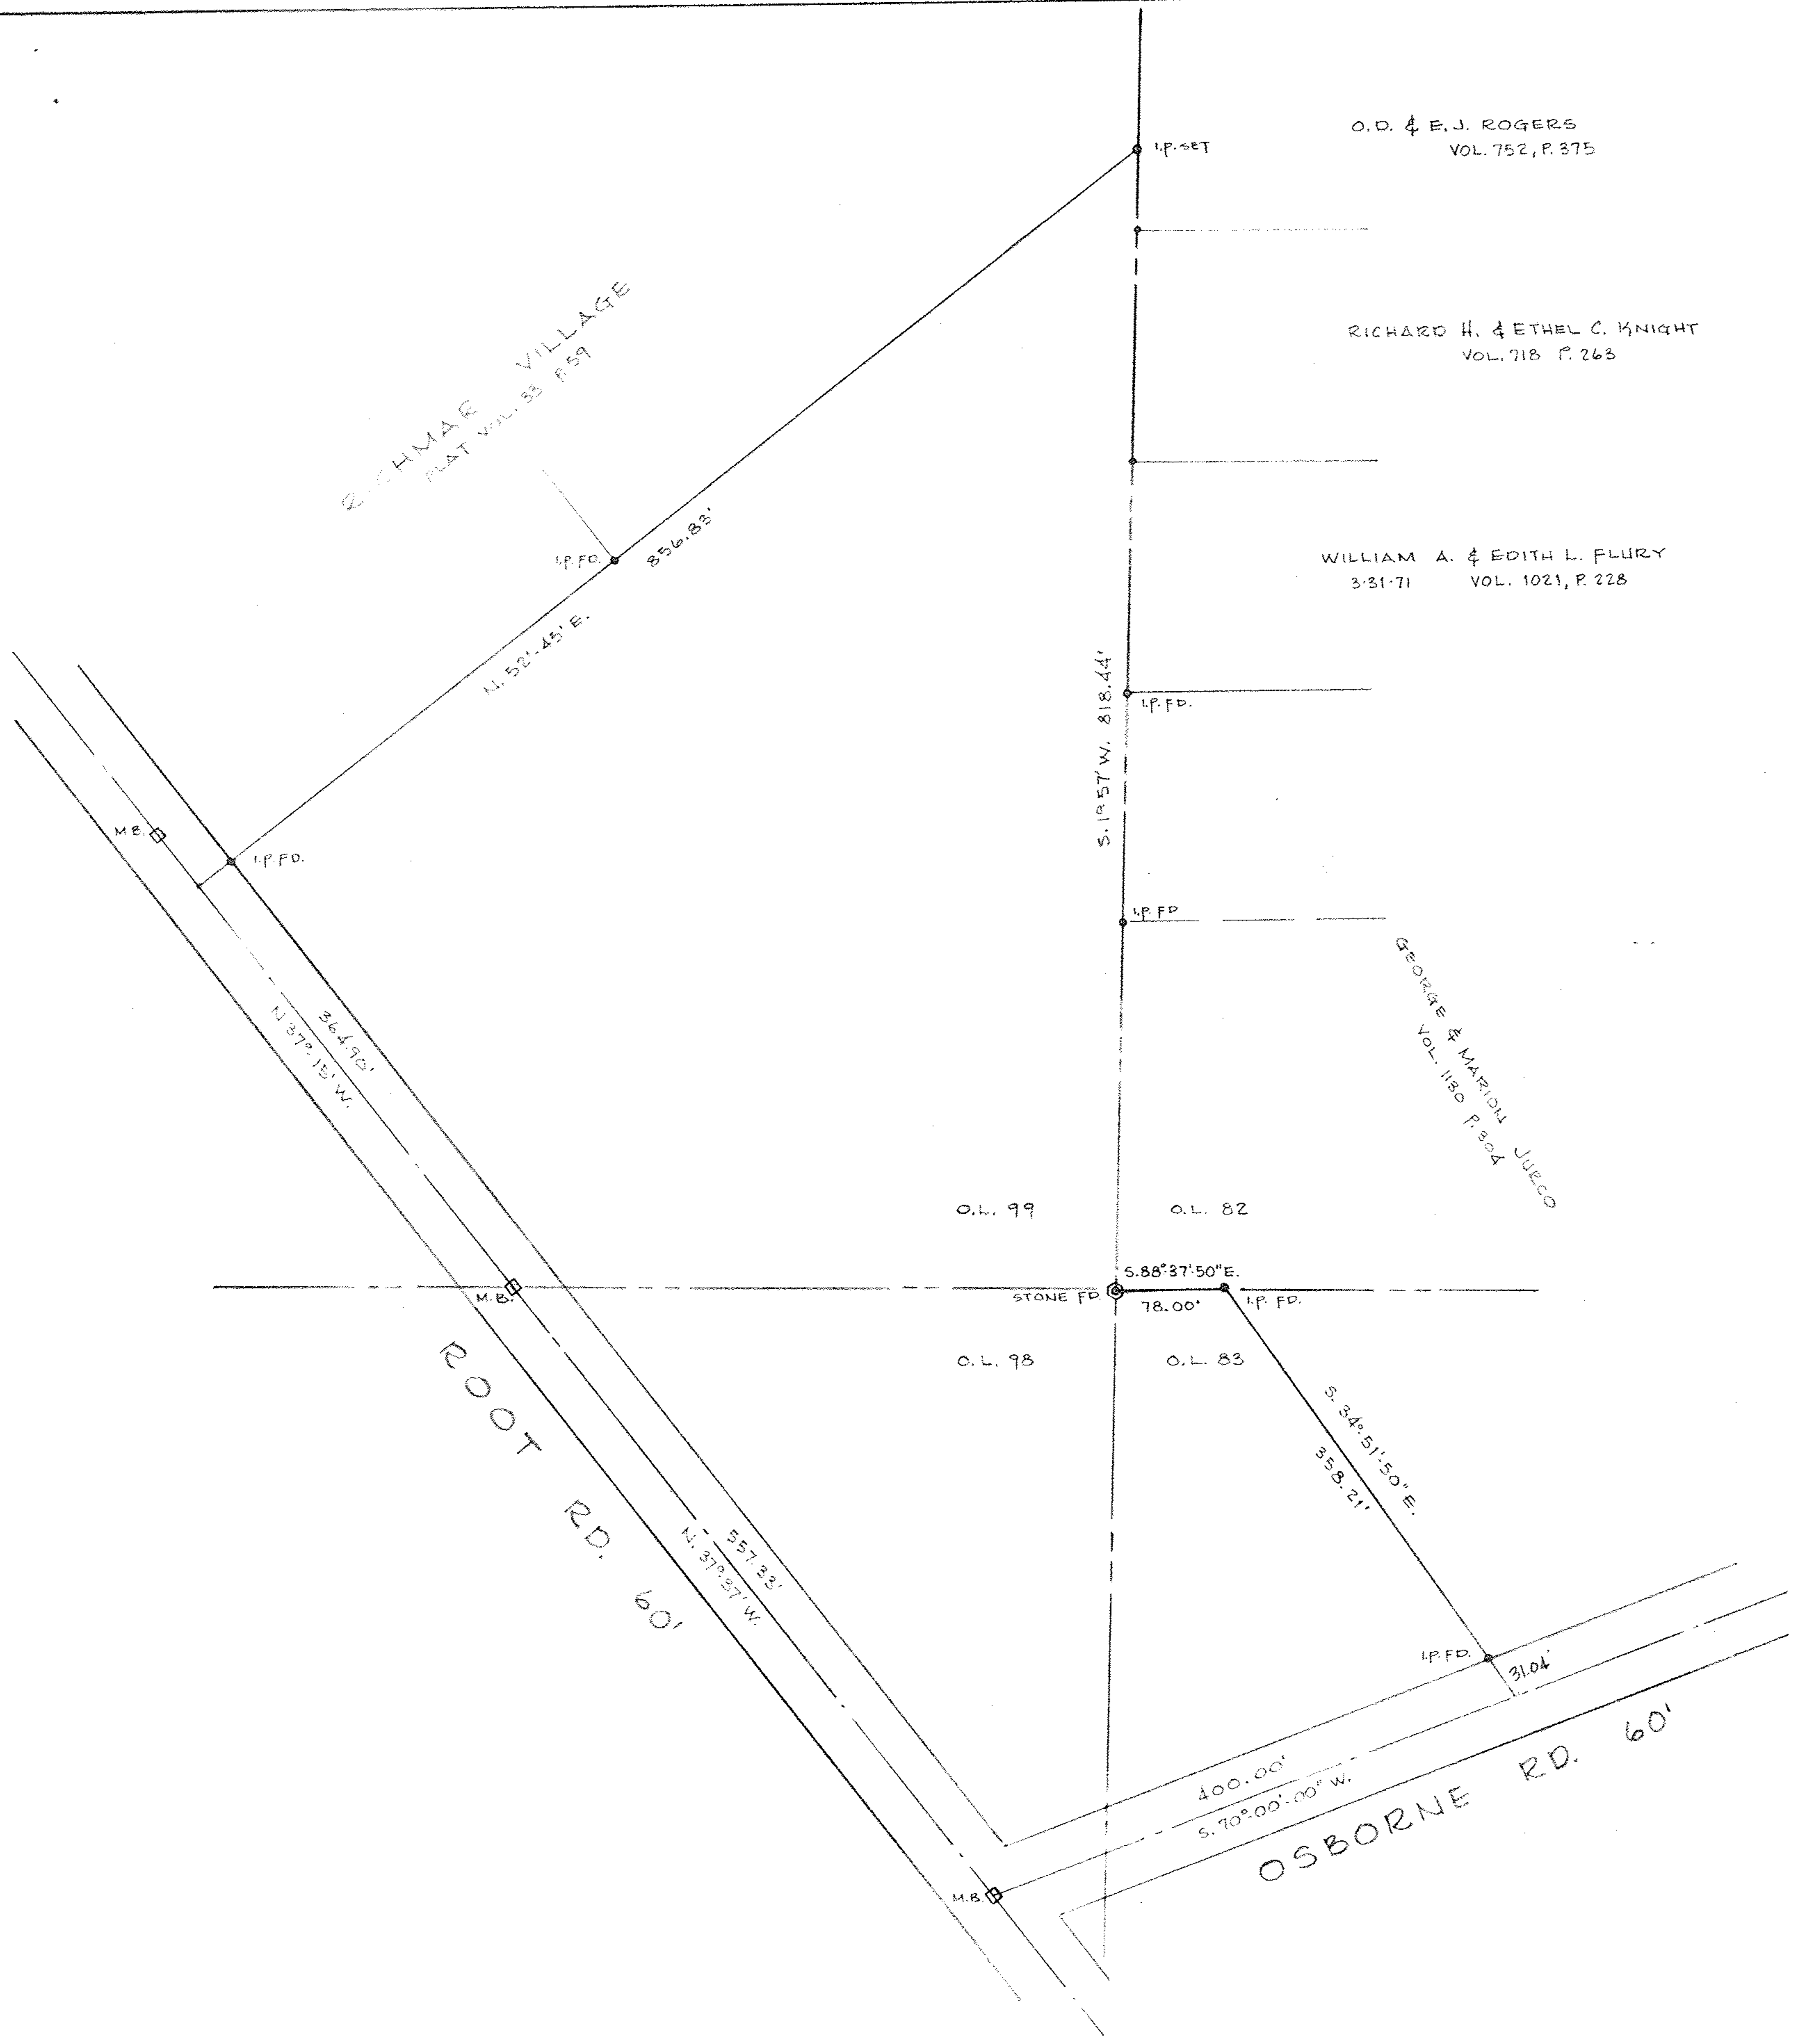 O.D. & E.J. ROGERS
VOL. 752, P. 375
I.P. SET
RICHMAR VILLAGE
PLAT VOL. 33 P. 59
RICHARD H. & ETHEL C. KNIGHT
VOL. 718 P. 263
I.P. FD.
856.83'
N. 52°-45' E.
WILLIAM A. & EDITH L. FLURY
3-31-71 VOL. 1021, P. 228
S. 1°57' W. 818.44'
I.P. FD.
M.B.
I.P. FD.
I.P. FD
GEORGE & MARION JURCO
VOL. 1130 P. 304
364.90'
N 37°-15' W.
O.L. 99
O.L. 82
S. 88°-37'-50" E.
M.B.
STONE FD.
78.00'
I.P. FD.
O.L. 98
O.L. 83
ROOT RD. 60'
S. 34°-51'-50" E.
358.21'
557.33'
N. 37°-37' W.
I.P. FD.
31.04'
400.00'
S. 70°-00'-00" W.
OSBORNE RD. 60'
M.B.